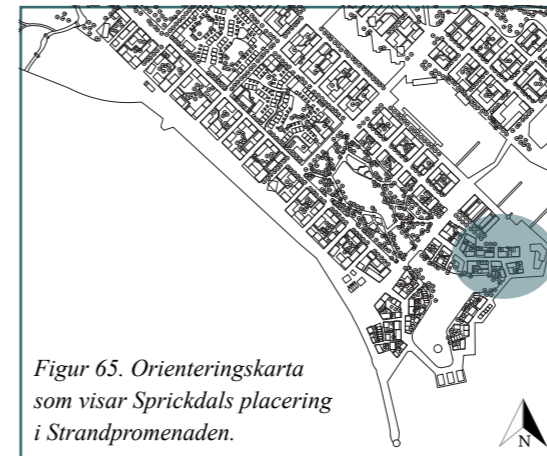 Figur 65. Orienteringskarta
som visar Sprickdals placering
i Strandpromenaden.
N